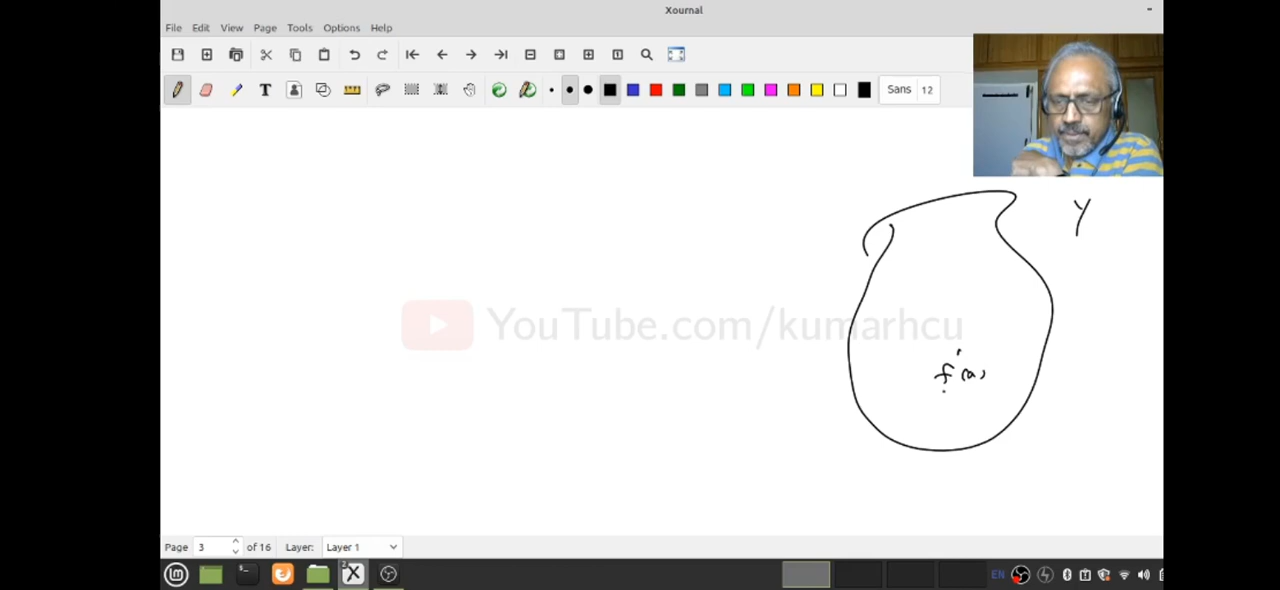 Xournal
File Edit View Page Tools Options Help
Sans 12
Y
YouTube.com/kumarhcu
f(a)
Page 3 of 16 Layer: Layer 1
EN